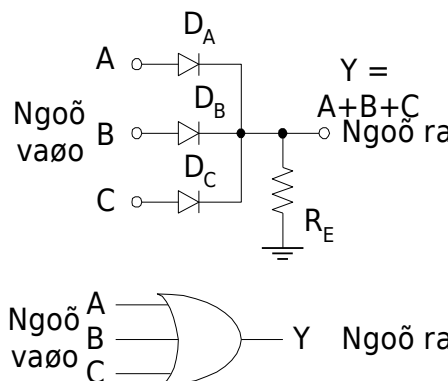 D_A
A
Y =
A+B+C
Ngoõ
vaøo
D_B
B
Ngoõ ra
D_C
C
R_E
Ngoõ
vaøo
A
B
C
Y
Ngoõ ra